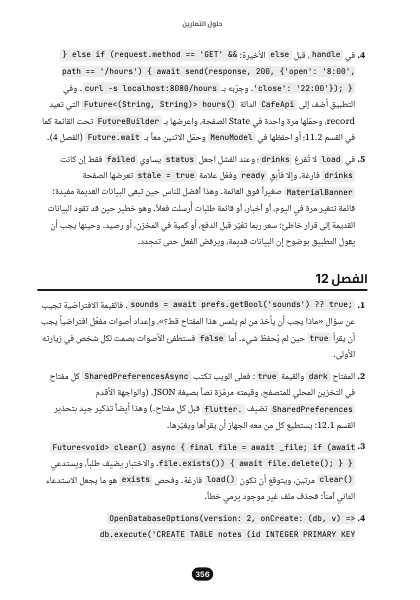 حلول التمارين
4. في handle، قبل else الأخيرة: } else if (request.method == 'GET' &&
path == '/hours') { await send(response, 200, {'open': '8:00',
'close': '22:00'}); }. وجرّبه بـ curl -s localhost:8080/hours. وفي
التطبيق أضف إلى CafeApi الدالة Future<(String, String)> hours() التي تعيد
record، وحمّلها مرة واحدة في State الصفحة، واعرضها بـ FutureBuilder تحت القائمة كما
في القسم 11.2؛ أو احفظها في MenuModel وحمّل الاثنين معاً بـ Future.wait (الفصل 4).
5. في load لا تُفرغ drinks؛ وعند الفشل اجعل status يساوي failed فقط إن كانت
drinks فارغة، وإلا فأبقِ ready وفعّل علامة stale = true تعرضها الصفحة
MaterialBanner صغيراً فوق القائمة. وهذا أفضل للناس حين تبقى البيانات القديمة مفيدة:
قائمة تتغير مرة في اليوم، أو أخبار، أو قائمة طلبات أرسلت فعلاً. وهو خطير حين قد تقود البيانات
القديمة إلى قرار خاطئ: سعر ربما تغيّر قبل الدفع، أو كمية في المخزن، أو رصيد. وحينها يجب أن
يقول التطبيق بوضوح إن البيانات قديمة، ويرفض الفعل حتى تتجدد.
الفصل 12
1. sounds = await prefs.getBool('sounds') ?? true;. فالقيمة الافتراضية تجيب
عن سؤال «ماذا يجب أن يأخذ من لم يلمس هذا المفتاح قط؟»، وإعداد أصوات مفعّل افتراضياً يجب
أن يقرأ true حين لم يُحفظ شيء. أما false فستطفئ الأصوات بصمت لكل شخص في زيارته
الأولى.
2. المفتاح dark والقيمة true: فعلى الويب تكتب SharedPreferencesAsync كل مفتاح
في التخزين المحلي للمتصفح، وقيمته مرمّزة نصاً بصيغة JSON. (والواجهة الأقدم
SharedPreferences تضيف flutter. قبل كل مفتاح.) وهذا أيضاً تذكير جيد بتحذير
القسم 12.1: يستطيع كل من معه الجهاز أن يقرأها ويغيّرها.
3. Future<void> clear() async { final file = await _file; if (await
file.exists()) { await file.delete(); } }. والاختبار يضيف طلباً، ويستدعي
clear() مرتين، ويتوقع أن تكون load() فارغة. وفحص exists هو ما يجعل الاستدعاء
الثاني آمناً: فحذف ملف غير موجود يرمي خطأً.
4. OpenDatabaseOptions(version: 2, onCreate: (db, v) =>
db.execute('CREATE TABLE notes (id INTEGER PRIMARY KEY
356